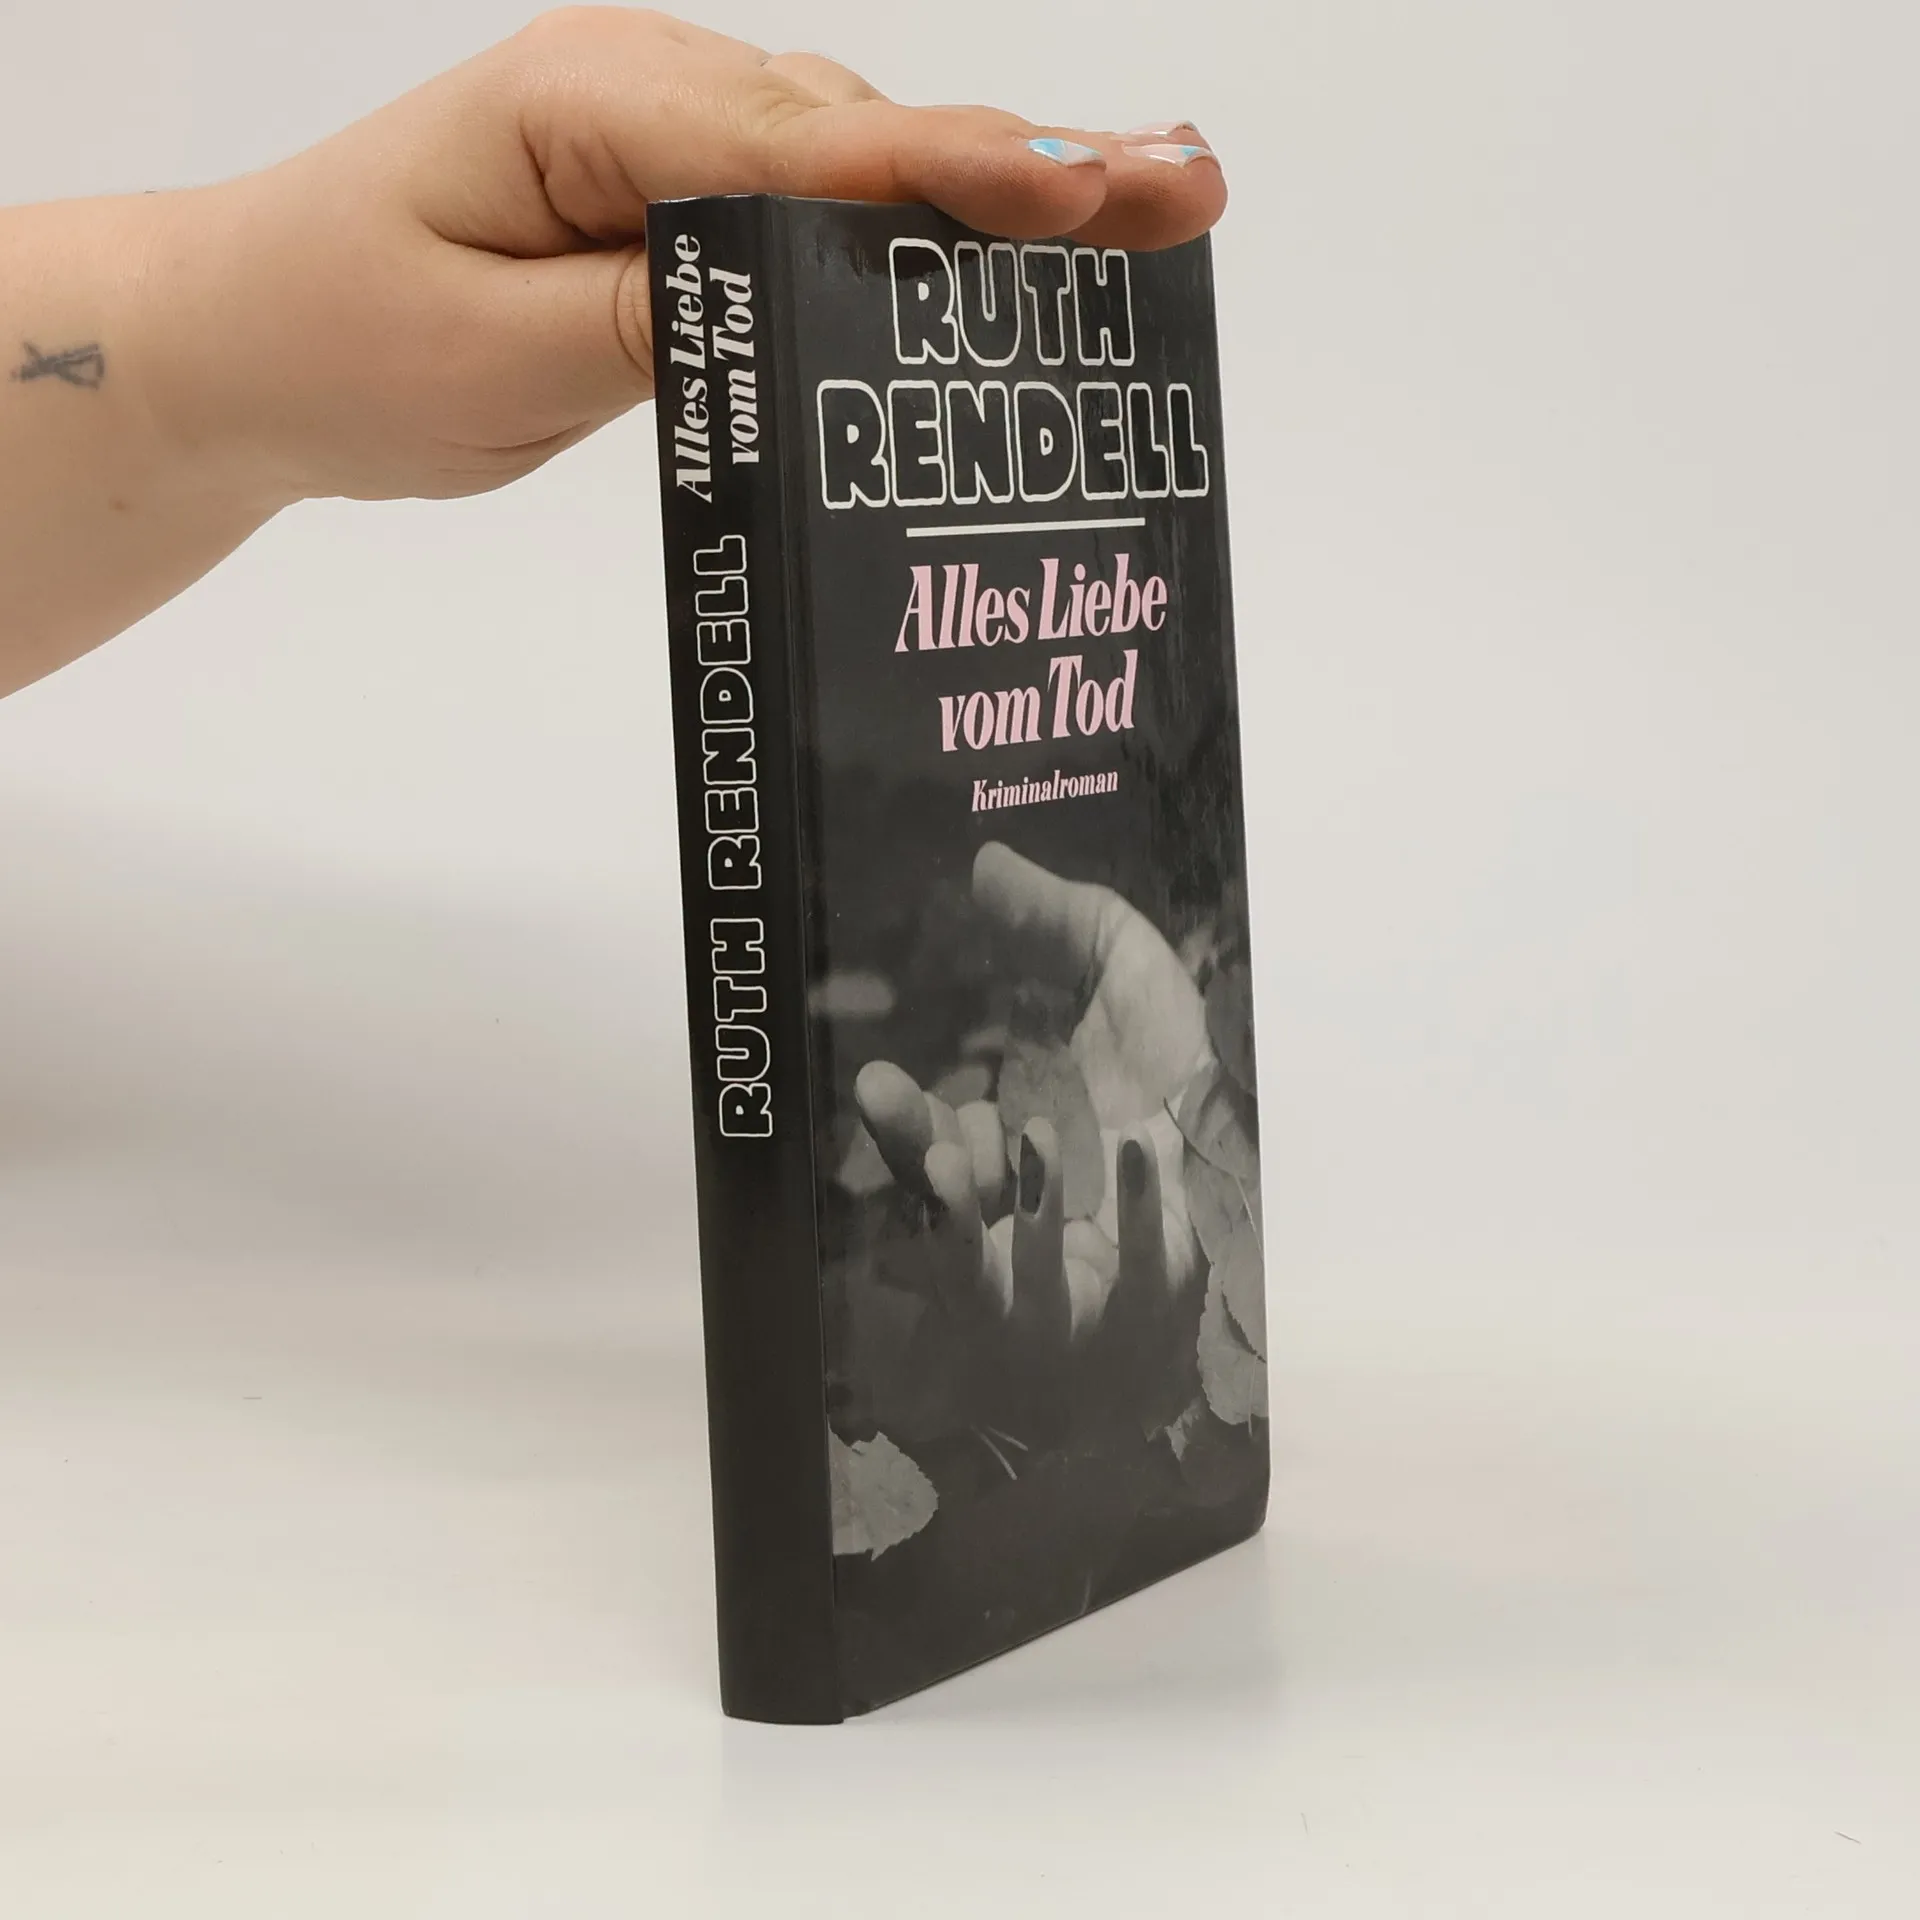 Alles Liebe
vom Tod
RUTH RENDELL
RUTH
RENDELL
Alles Liebe
vom Tod
Kriminalroman